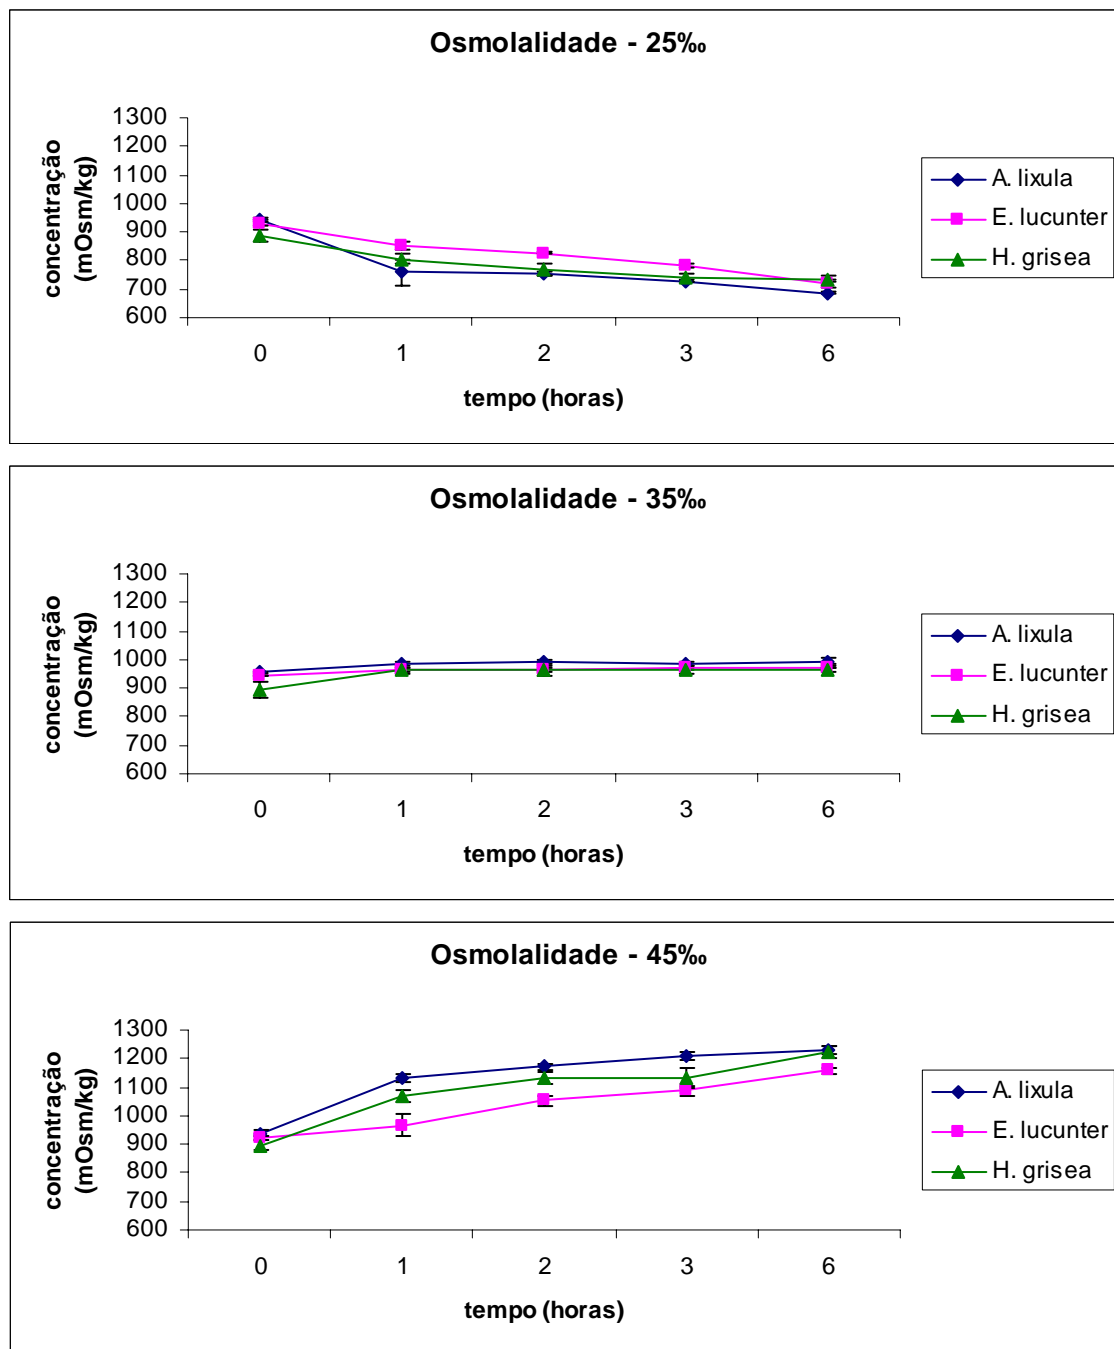 Osmolalidade - 25‰
concentração
(mOsm/kg)
1300
1200
1100
1000
900
800
700
600
0 1 2 3 6
tempo (horas)
A. lixula
E. lucunter
H. grisea
Osmolalidade - 35‰
concentração
(mOsm/kg)
1300
1200
1100
1000
900
800
700
600
0 1 2 3 6
tempo (horas)
A. lixula
E. lucunter
H. grisea
Osmolalidade - 45‰
concentração
(mOsm/kg)
1300
1200
1100
1000
900
800
700
600
0 1 2 3 6
tempo (horas)
A. lixula
E. lucunter
H. grisea